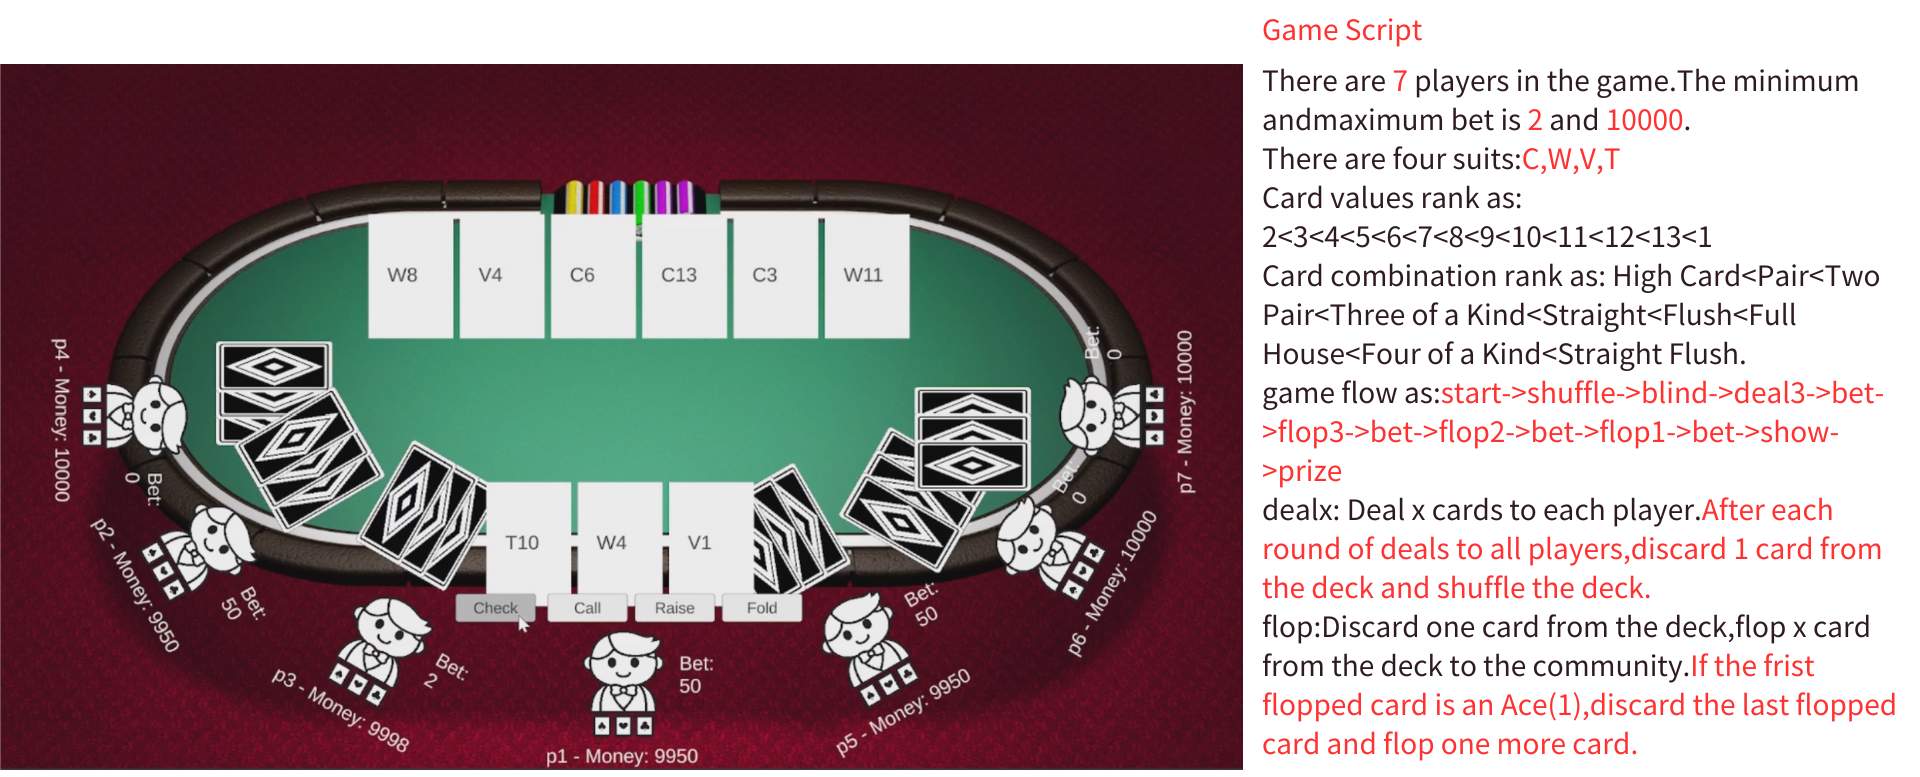 Game Script
There are 7 players in the game.The minimum
andmaximum bet is 2 and 10000.
There are four suits:C,W,V,T
Card values rank as:
2<3<4<5<6<7<8<9<10<11<12<13<1
Card combination rank as: High Card<Pair<Two
Pair<Three of a Kind<Straight<Flush<Full
House<Four of a Kind<Straight Flush.
game flow as:start->shuffle->blind->deal3->bet-
>flop3->bet->flop2->bet->flop1->bet->show-
>prize
dealx: Deal x cards to each player.After each
round of deals to all players,discard 1 card from
the deck and shuffle the deck.
flop:Discard one card from the deck,flop x card
from the deck to the community.If the frist
flopped card is an Ace(1),discard the last flopped
card and flop one more card.
W8
V4
C6
C13
C3
W11
p4 - Money: 10000
Bet:
0
p2 - Money: 9950
Bet:
50
p3 - Money: 9998
Bet:
2
T10
W4
V1
Check
Call
Raise
Fold
p1 - Money: 9950
Bet:
50
p5 - Money: 9950
Bet:
50
p6 - Money: 10000
Bet:
0
p7 - Money: 10000
Bet:
0